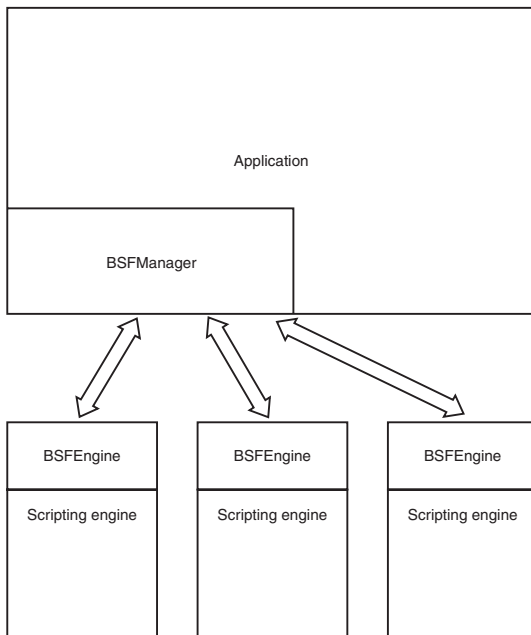 Application
BSFManager
BSFEngine
BSFEngine
BSFEngine
Scripting engine
Scripting engine
Scripting engine